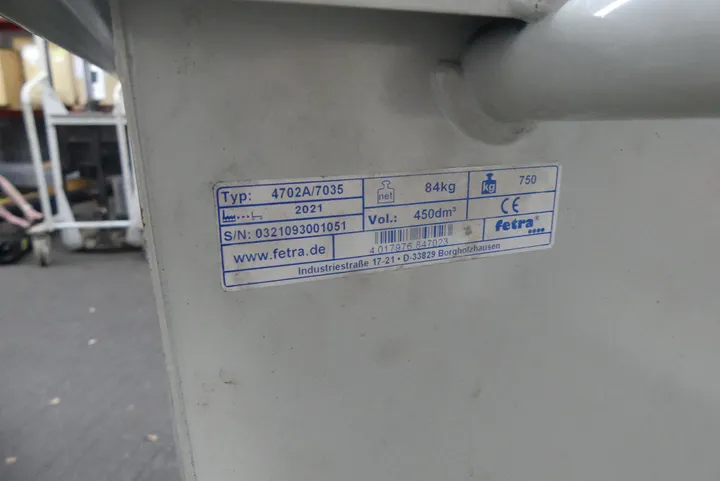 Typ: 4702A/7035
net 84kg
kg 750
2021
Vol.: 450dm³
CE
S/N: 0321093001051
fetra®
www.fetra.de
4 017976 847023
Industriestraße 17-21 • D-33829 Borgholzhausen